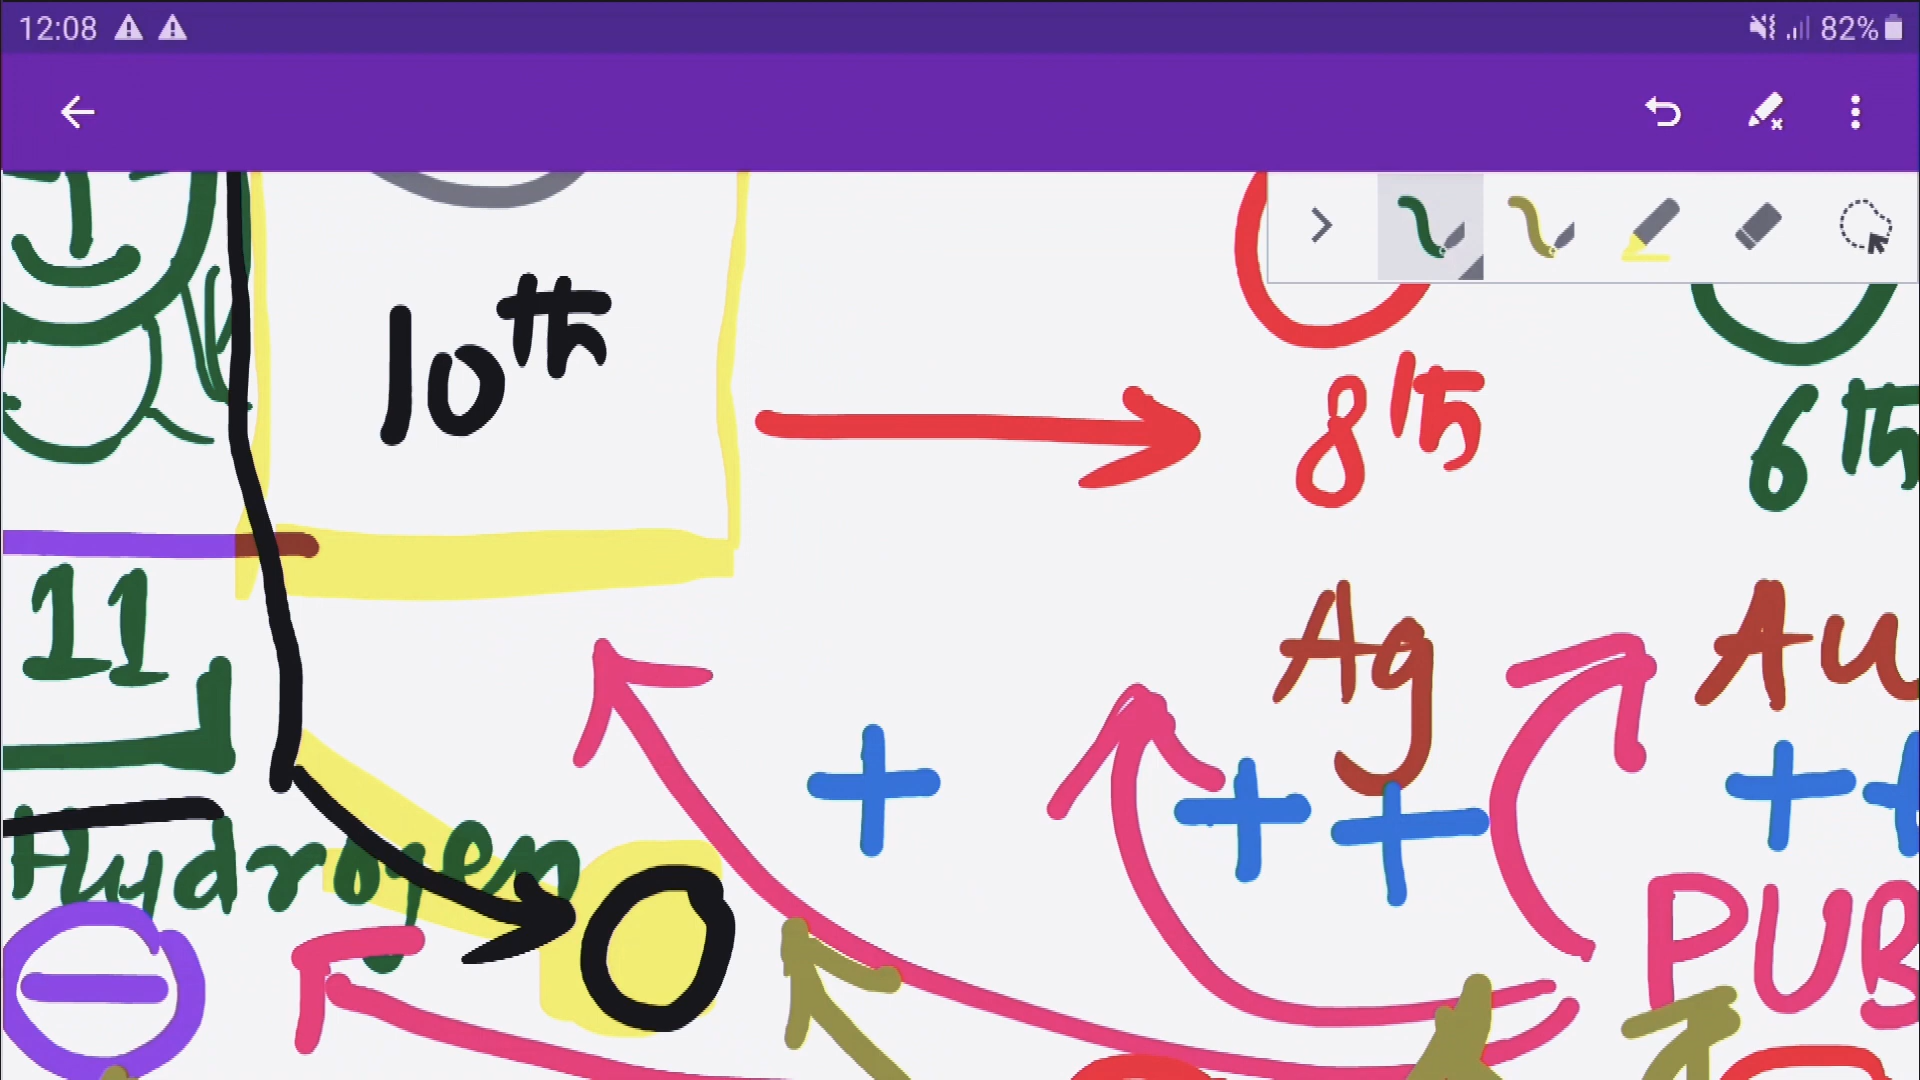 12:08 82%
10th 8th 6th
11 Ag Au
+ ++ ++
Hydrogen
O PUB